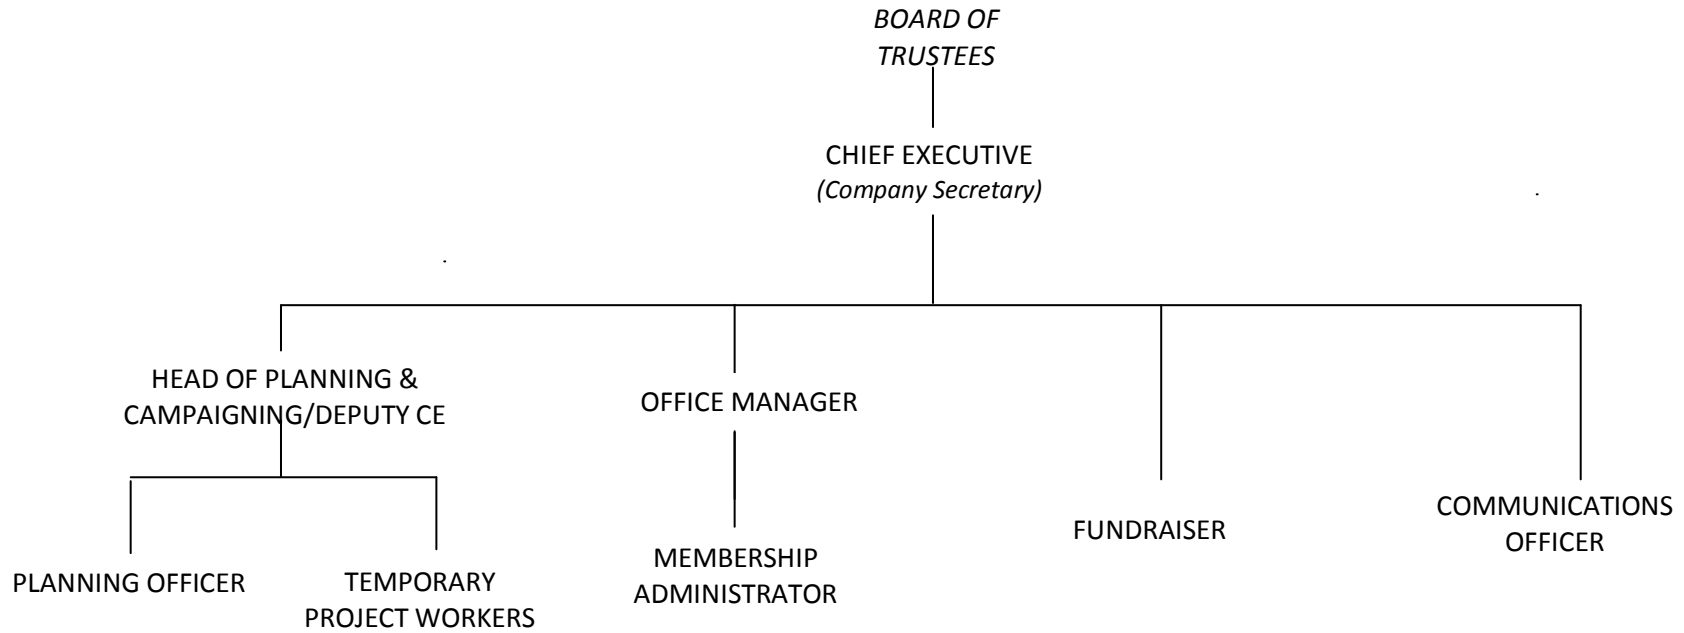 BOARD OF
TRUSTEES
CHIEF EXECUTIVE
(Company Secretary)
HEAD OF PLANNING &
CAMPAIGNING/DEPUTY CE
OFFICE MANAGER
FUNDRAISER
COMMUNICATIONS
OFFICER
PLANNING OFFICER
TEMPORARY
PROJECT WORKERS
MEMBERSHIP
ADMINISTRATOR